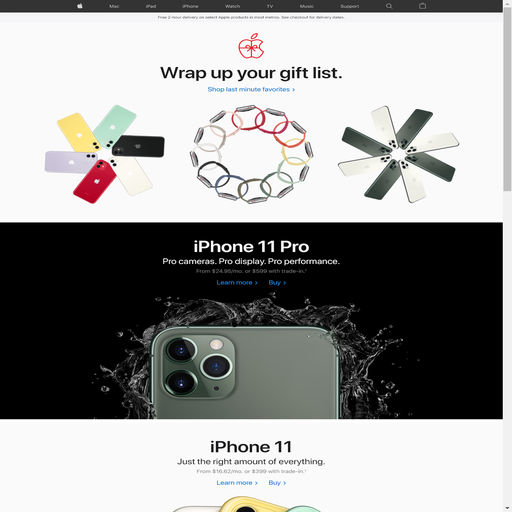 Mac iPad iPhone Watch TV Music Support
Free 2-hour delivery on select Apple products in most metros. See checkout for delivery dates.
Wrap up your gift list.
Shop last minute favorites >
iPhone 11 Pro
Pro cameras. Pro display. Pro performance.
From $24.95/mo. or $599 with trade-in.¹
Learn more > Buy >
iPhone 11
Just the right amount of everything.
From $16.62/mo. or $399 with trade-in.¹
Learn more > Buy >